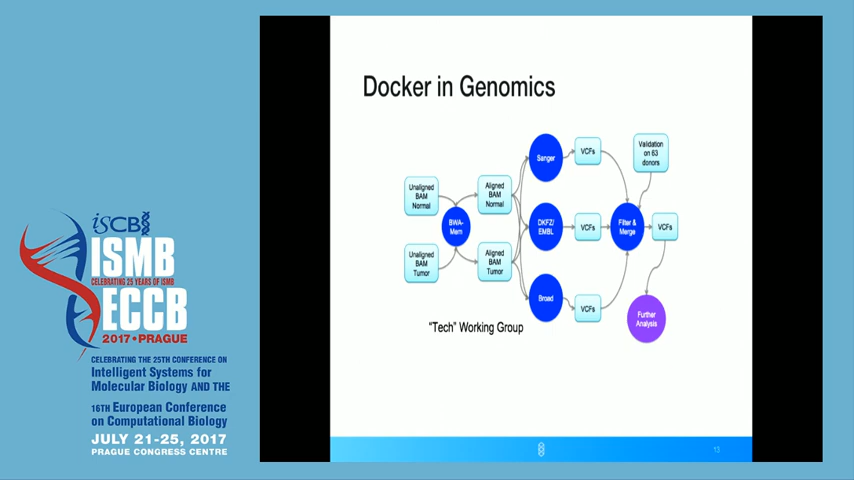 Docker in Genomics
Unaligned
BAM
Normal
Unaligned
BAM
Tumor
BWA-
Mem
Aligned
BAM
Normal
Aligned
BAM
Tumor
Sanger
DKFZ/
EMBL
Broad
VCFs
VCFs
VCFs
Validation
on 63
donors
Filter &
Merge
VCFs
Further
Analysis
"Tech" Working Group
13
isCB
ISMB
CELEBRATING 25 YEARS OF ISMB
ECCB
2017•PRAGUE
CELEBRATING THE 25TH CONFERENCE ON
Intelligent Systems for
Molecular Biology AND THE
16TH European Conference
on Computational Biology
JULY 21-25, 2017
PRAGUE CONGRESS CENTRE